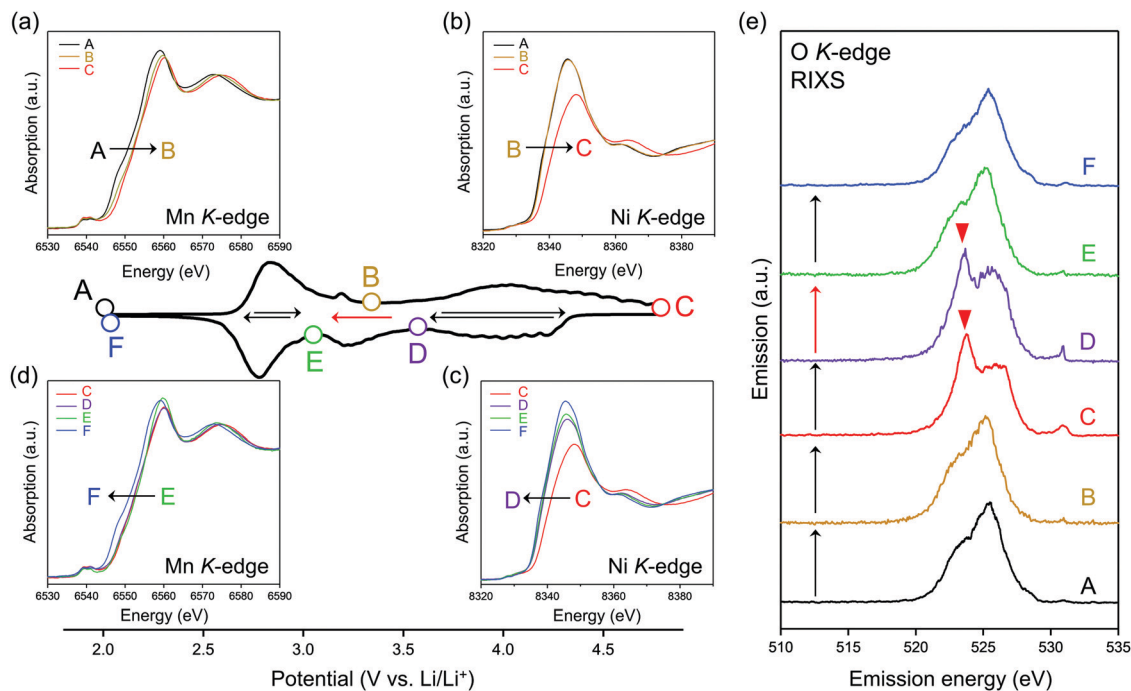 (a)
A
B
C
Absorption (a.u.)
A
B
Mn K-edge
6530 6540 6550 6560 6570 6580 6590
Energy (eV)
(b)
A
B
C
Absorption (a.u.)
B
C
Ni K-edge
8320 8340 8360 8380
Energy (eV)
A
F
B
E
D
C
(d)
C
D
E
F
Absorption (a.u.)
F
E
Mn K-edge
6530 6540 6550 6560 6570 6580 6590
Energy (eV)
(c)
C
D
E
F
Absorption (a.u.)
D
C
Ni K-edge
8320 8340 8360 8380
Energy (eV)
2.0 2.5 3.0 3.5 4.0 4.5
Potential (V vs. Li/Li⁺)
(e)
O K-edge
RIXS
F
E
D
C
B
A
Emission (a.u.)
510 515 520 525 530 535
Emission energy (eV)